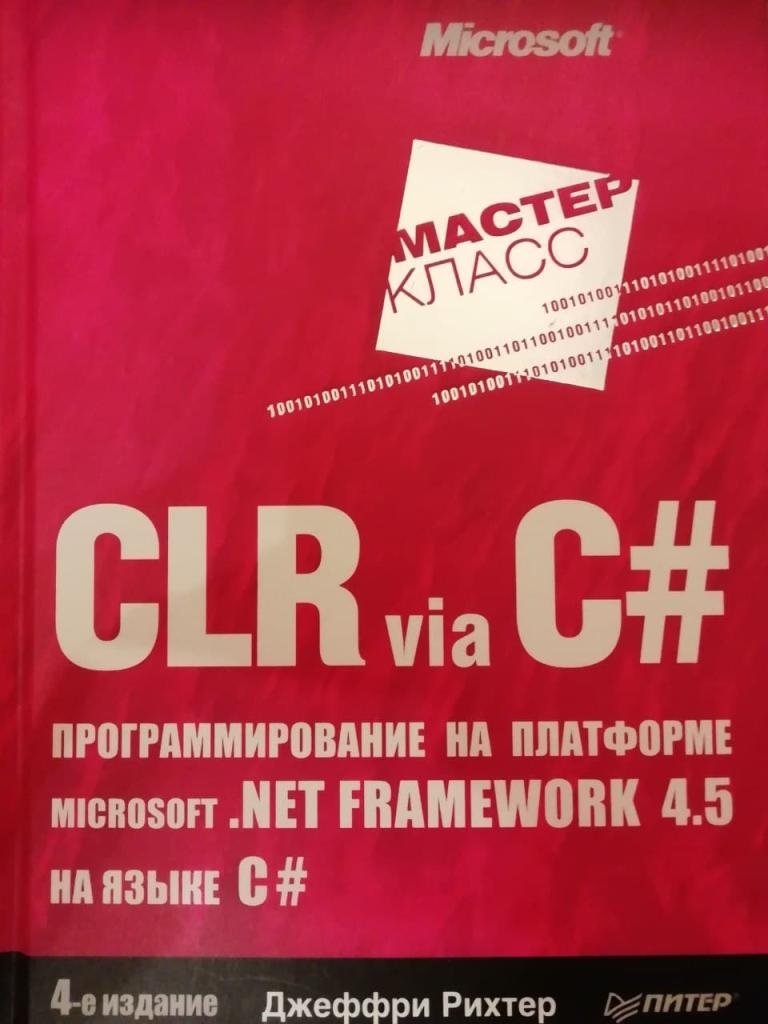 Microsoft
МАСТЕР
КЛАСС
CLR via C#
ПРОГРАММИРОВАНИЕ НА ПЛАТФОРМЕ
MICROSOFT .NET FRAMEWORK 4.5
НА ЯЗЫКЕ C#
4-е издание Джеффри Рихтер ПИТЕР